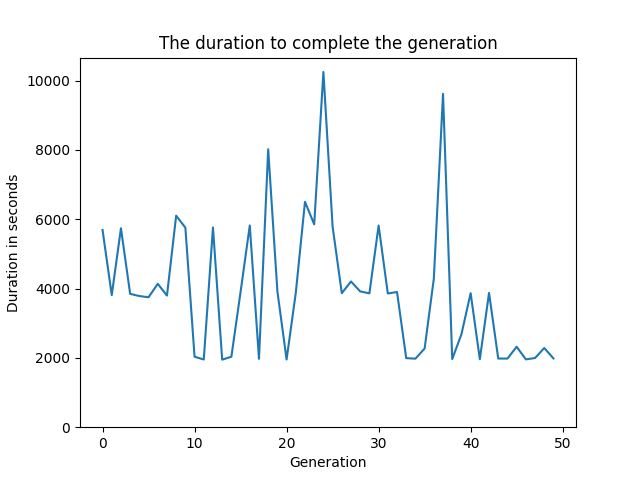 The duration to complete the generation
10000
8000
6000
4000
2000
0
Duration in seconds
0 10 20 30 40 50
Generation